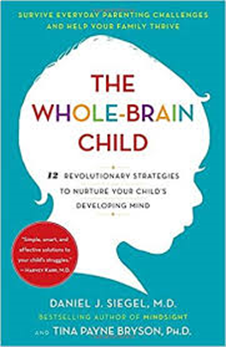 SURVIVE EVERYDAY PARENTING CHALLENGES
AND HELP YOUR FAMILY THRIVE
THE
WHOLE-BRAIN
CHILD
12 REVOLUTIONARY STRATEGIES
TO NURTURE YOUR CHILD'S
DEVELOPING MIND
"Simple, smart, and
effective solutions to
your child's struggles."
—HARVEY KARP, M.D.
DANIEL J. SIEGEL, M.D.
BESTSELLING AUTHOR OF MINDSIGHT
AND TINA PAYNE BRYSON, PH.D.